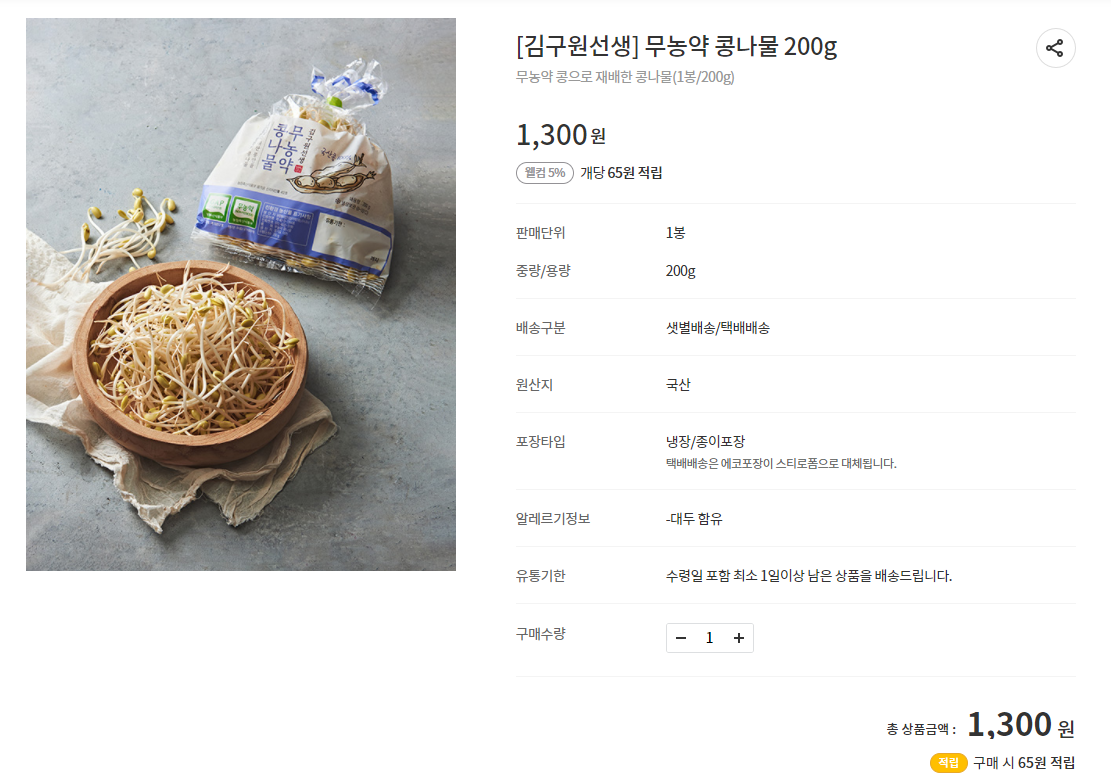 [김구원선생] 무농약 콩나물 200g
무농약 콩으로 재배한 콩나물(1봉/200g)
1,300원
웰컴 5% 개당 65원 적립
판매단위 1봉
중량/용량 200g
배송구분 샛별배송/택배배송
원산지 국산
포장타입 냉장/종이포장
택배배송은 에코포장이 스티로폼으로 대체됩니다.
알레르기정보 -대두 함유
유통기한 수령일 포함 최소 1일이상 남은 상품을 배송드립니다.
구매수량 − 1 +
총 상품금액 : 1,300 원
적립 구매 시 65원 적립
김구원선생
무농약
콩나물
무농약